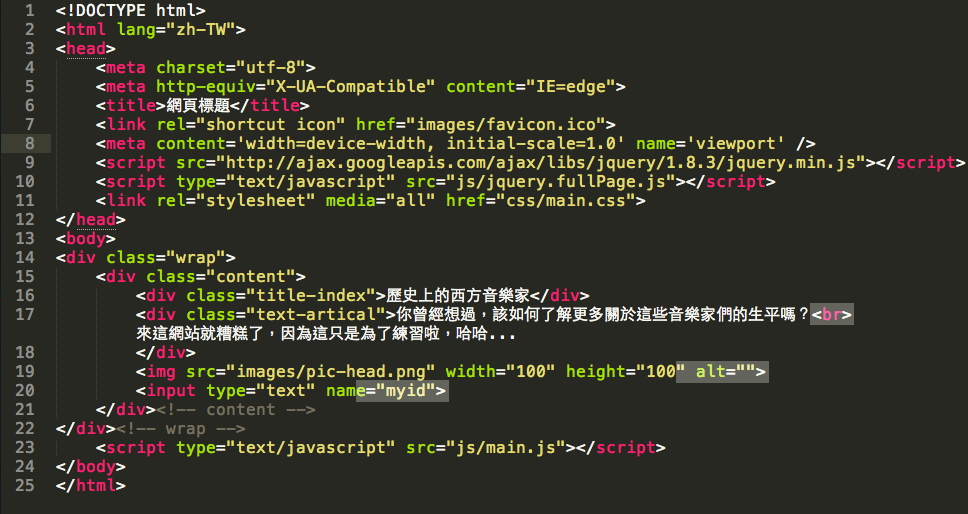 1 <!DOCTYPE html>
2 <html lang="zh-TW">
3 <head>
4     <meta charset="utf-8">
5     <meta http-equiv="X-UA-Compatible" content="IE=edge">
6     <title>網頁標題</title>
7     <link rel="shortcut icon" href="images/favicon.ico">
8     <meta content='width=device-width, initial-scale=1.0' name='viewport' />
9     <script src="http://ajax.googleapis.com/ajax/libs/jquery/1.8.3/jquery.min.js"></script>
10     <script type="text/javascript" src="js/jquery.fullPage.js"></script>
11     <link rel="stylesheet" media="all" href="css/main.css">
12 </head>
13 <body>
14 <div class="wrap">
15     <div class="content">
16         <div class="title-index">歷史上的西方音樂家</div>
17         <div class="text-artical">你曾經想過，該如何了解更多關於這些音樂家們的生平嗎？<br>
        來這網站就糟糕了，因為這只是為了練習啦，哈哈...
18         </div>
19         <img src="images/pic-head.png" width="100" height="100" alt="">
20         <input type="text" name="myid">
21     </div><!-- content -->
22 </div><!-- wrap -->
23     <script type="text/javascript" src="js/main.js"></script>
24 </body>
25 </html>